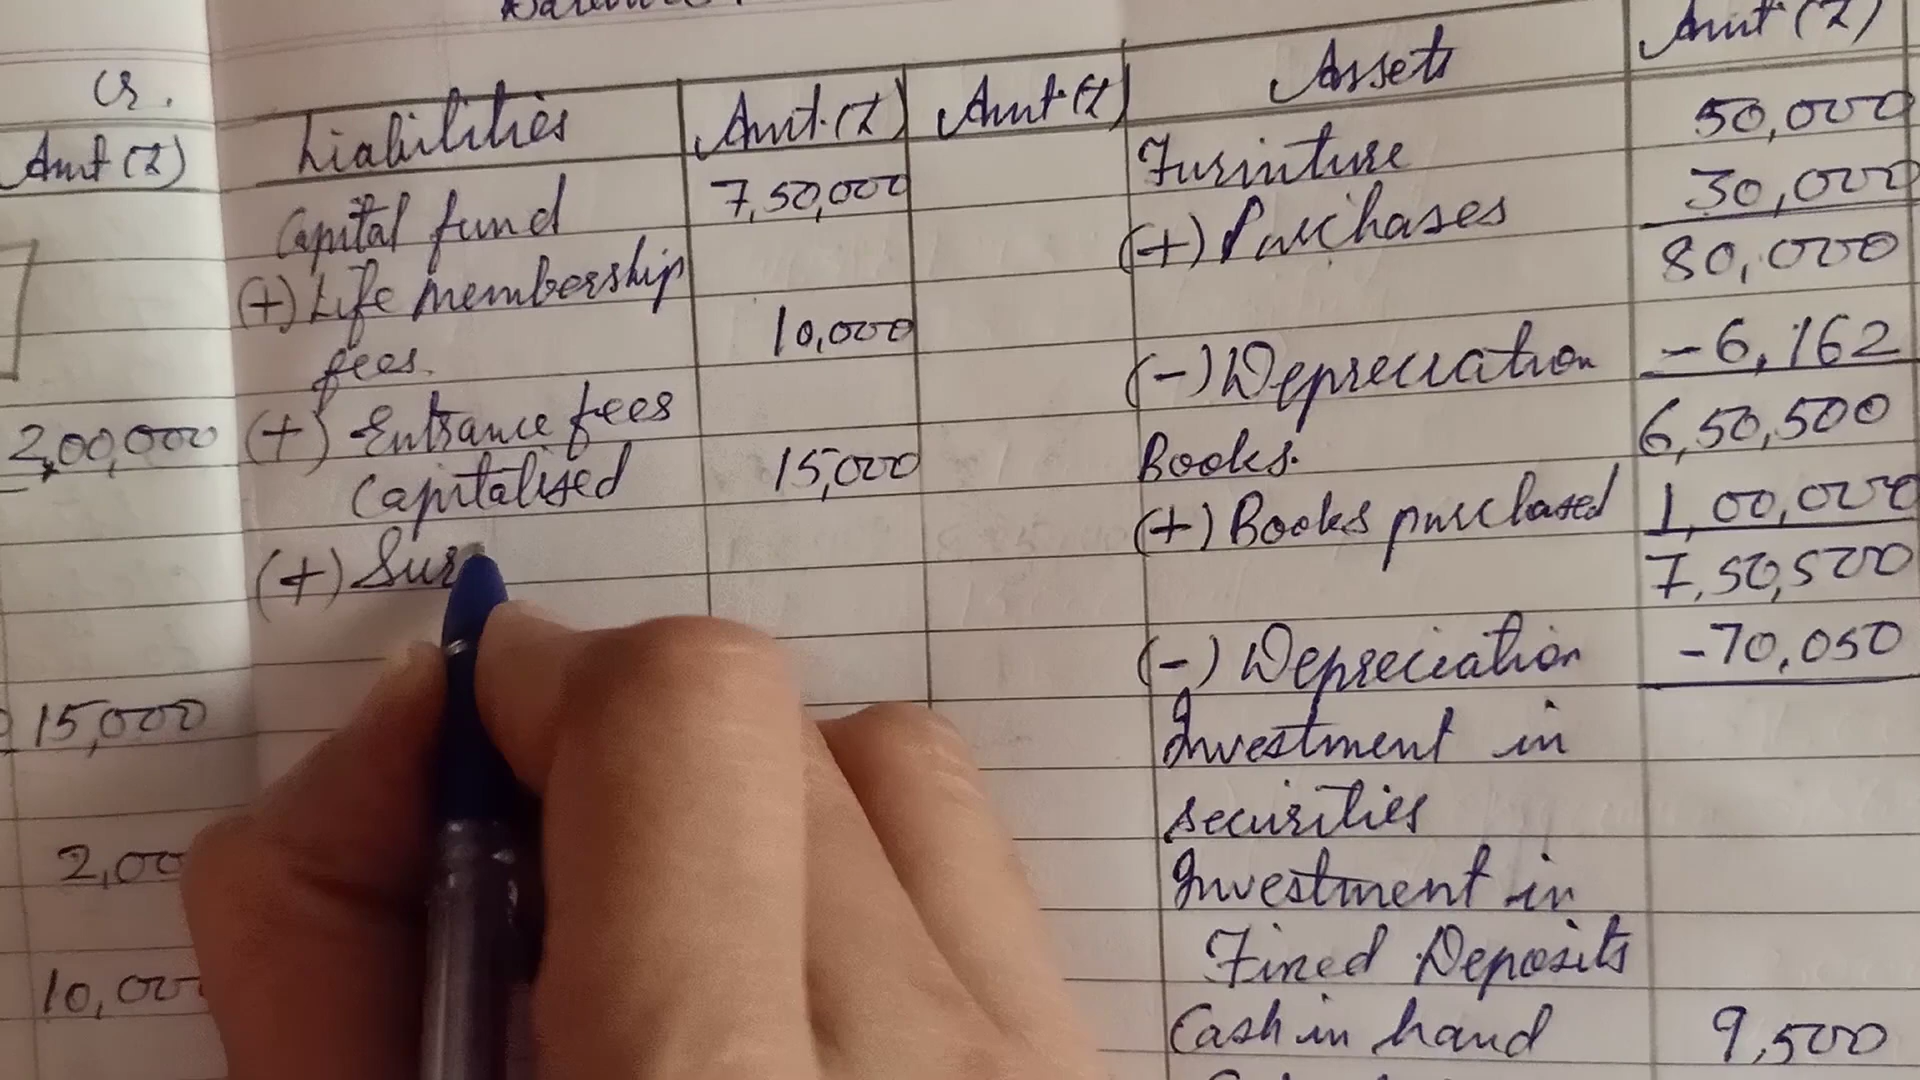 Cr.
Amt (₹)
2,00,000
15,000
10,000
Liabilities Amt.(₹) Amt.(₹)
Capital fund 7,50,000
(+) Life membership
fees. 10,000
(+) Entrance fees
Capitalised 15,000
(+) Sur
Assets Amt (₹)
Furinture 50,000
(+) Purchases 30,000
80,000
(-) Depreciation -6,162
Books. 6,50,500
(+) Books purchased 1,00,000
7,50,500
(-) Depreciation -70,050
Investment in
securities
Investment in
Fixed Deposits
Cash in hand 9,500